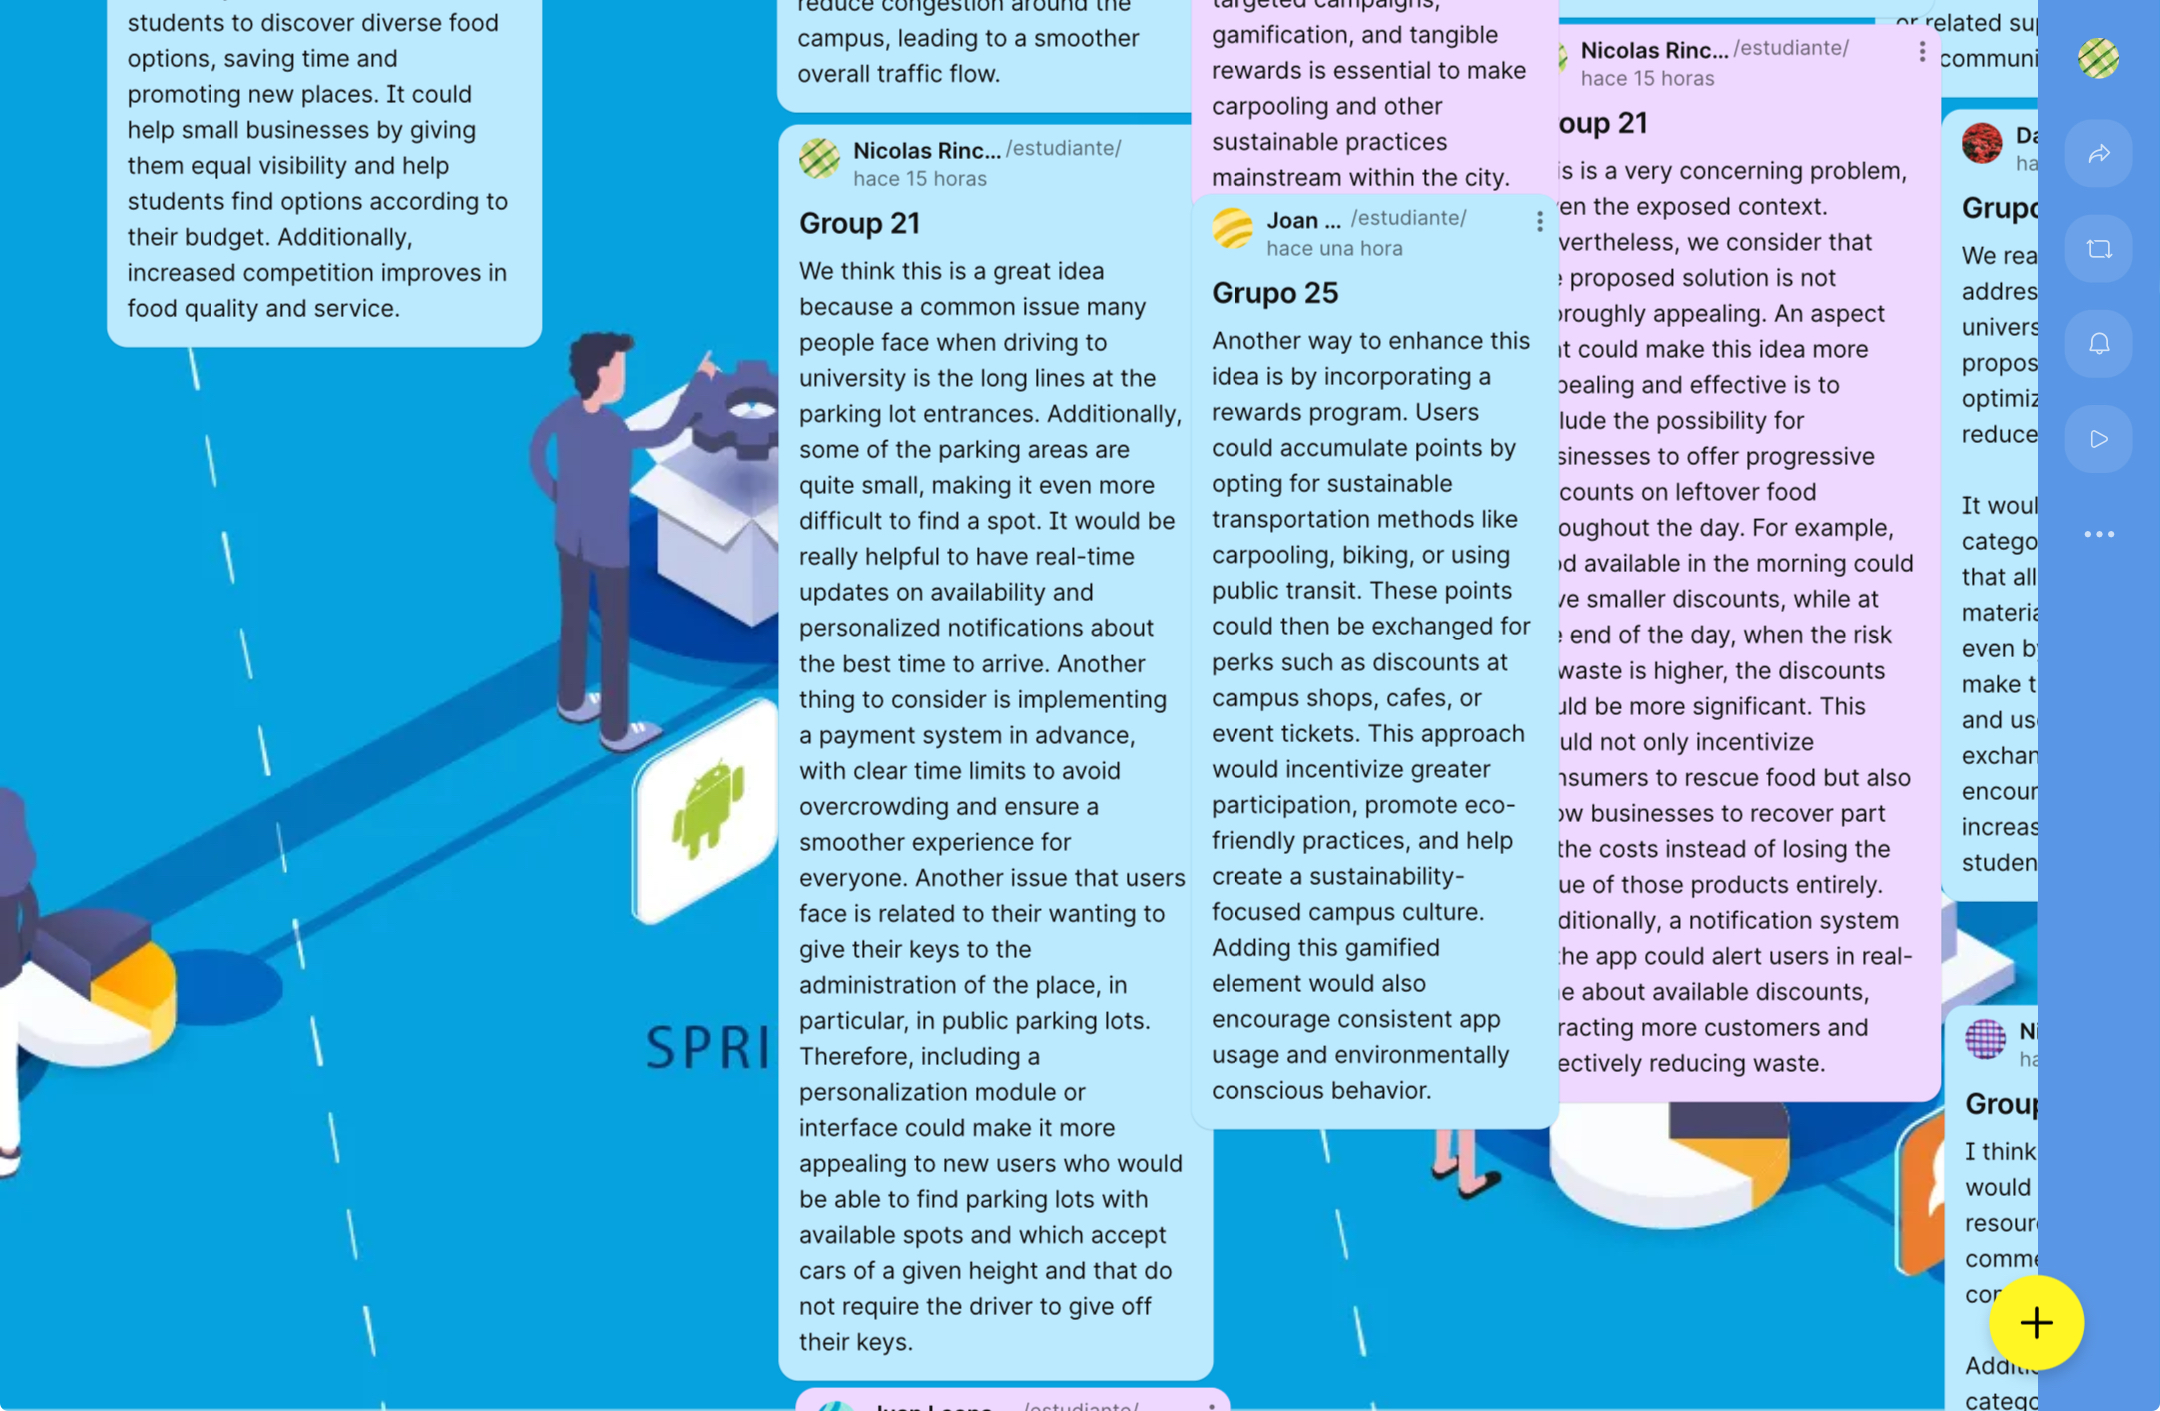 students to discover diverse food
options, saving time and
promoting new places. It could
help small businesses by giving
them equal visibility and help
students find options according to
their budget. Additionally,
increased competition improves in
food quality and service.
reduce congestion around the
campus, leading to a smoother
overall traffic flow.
Nicolas Rinc... /estudiante/
hace 15 horas
Group 21
We think this is a great idea
because a common issue many
people face when driving to
university is the long lines at the
parking lot entrances. Additionally,
some of the parking areas are
quite small, making it even more
difficult to find a spot. It would be
really helpful to have real-time
updates on availability and
personalized notifications about
the best time to arrive. Another
thing to consider is implementing
a payment system in advance,
with clear time limits to avoid
overcrowding and ensure a
smoother experience for
everyone. Another issue that users
face is related to their wanting to
give their keys to the
administration of the place, in
particular, in public parking lots.
Therefore, including a
personalization module or
interface could make it more
appealing to new users who would
be able to find parking lots with
available spots and which accept
cars of a given height and that do
not require the driver to give off
their keys.
/estudiante/
targeted campaigns,
gamification, and tangible
rewards is essential to make
carpooling and other
sustainable practices
mainstream within the city.
Joan ... /estudiante/
hace una hora
Grupo 25
Another way to enhance this
idea is by incorporating a
rewards program. Users
could accumulate points by
opting for sustainable
transportation methods like
carpooling, biking, or using
public transit. These points
could then be exchanged for
perks such as discounts at
campus shops, cafes, or
event tickets. This approach
would incentivize greater
participation, promote eco-
friendly practices, and help
create a sustainability-
focused campus culture.
Adding this gamified
element would also
encourage consistent app
usage and environmentally
conscious behavior.
Nicolas Rinc... /estudiante/
hace 15 horas
oup 21
s is a very concerning problem,
en the exposed context.
vertheless, we consider that
proposed solution is not
roughly appealing. An aspect
t could make this idea more
pealing and effective is to
lude the possibility for
sinesses to offer progressive
counts on leftover food
oughout the day. For example,
d available in the morning could
ve smaller discounts, while at
end of the day, when the risk
waste is higher, the discounts
uld be more significant. This
uld not only incentivize
nsumers to rescue food but also
ow businesses to recover part
the costs instead of losing the
ue of those products entirely.
ditionally, a notification system
the app could alert users in real-
e about available discounts,
racting more customers and
ectively reducing waste.
or related su
communi
Da
ha
Grupo
We rea
addres
univers
propos
optimiz
reduce
It woul
catego
that all
materia
even b
make t
and us
exchan
encour
increas
studen
Ni
ha
Group
I think
would
resour
comme
cor
Additi
catego
SPRI